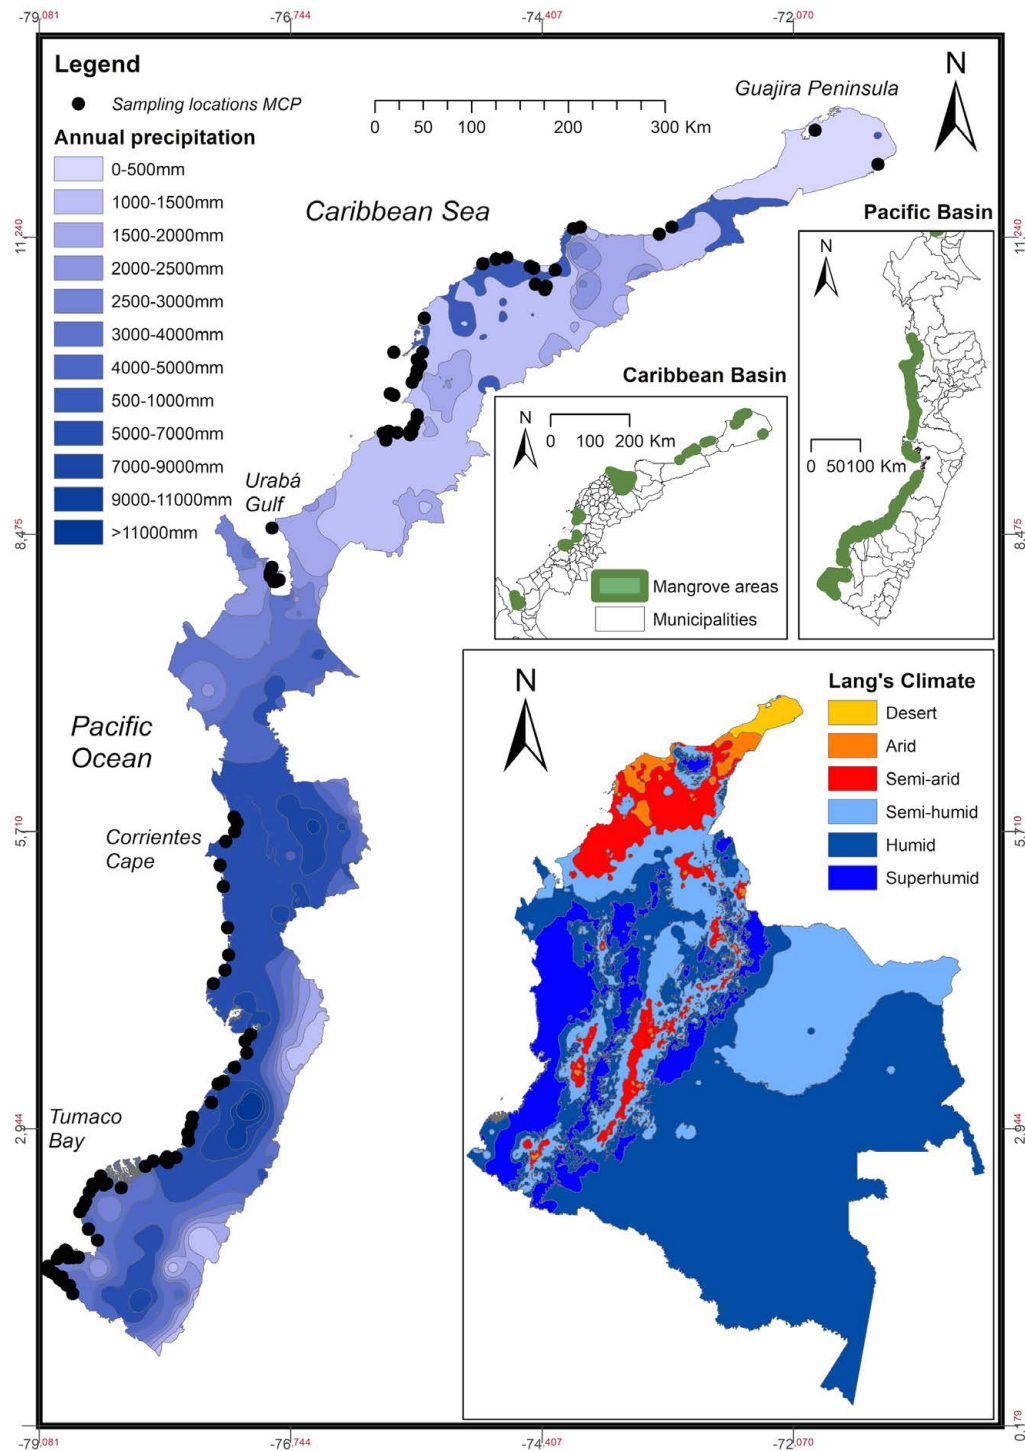 -79,081 -76,744 -74,407 -72,070
Legend
Sampling locations MCP
Annual precipitation
0-500mm
1000-1500mm
1500-2000mm
2000-2500mm
2500-3000mm
3000-4000mm
4000-5000mm
500-1000mm
5000-7000mm
7000-9000mm
9000-11000mm
>11000mm
0 50 100 200 300 Km
Guajira Peninsula
N
Caribbean Sea
11,240
11,240
Pacific Basin
N
0 50100 Km
Caribbean Basin
N
0 100 200 Km
Mangrove areas
Municipalities
Urabá
Gulf
8,475
8,475
Pacific
Ocean
N
Lang's Climate
Desert
Arid
Semi-arid
Semi-humid
Humid
Superhumid
Corrientes
Cape
5,710
5,710
Tumaco
Bay
2,944
2,944
0,179
-79,081 -76,744 -74,407 -72,070